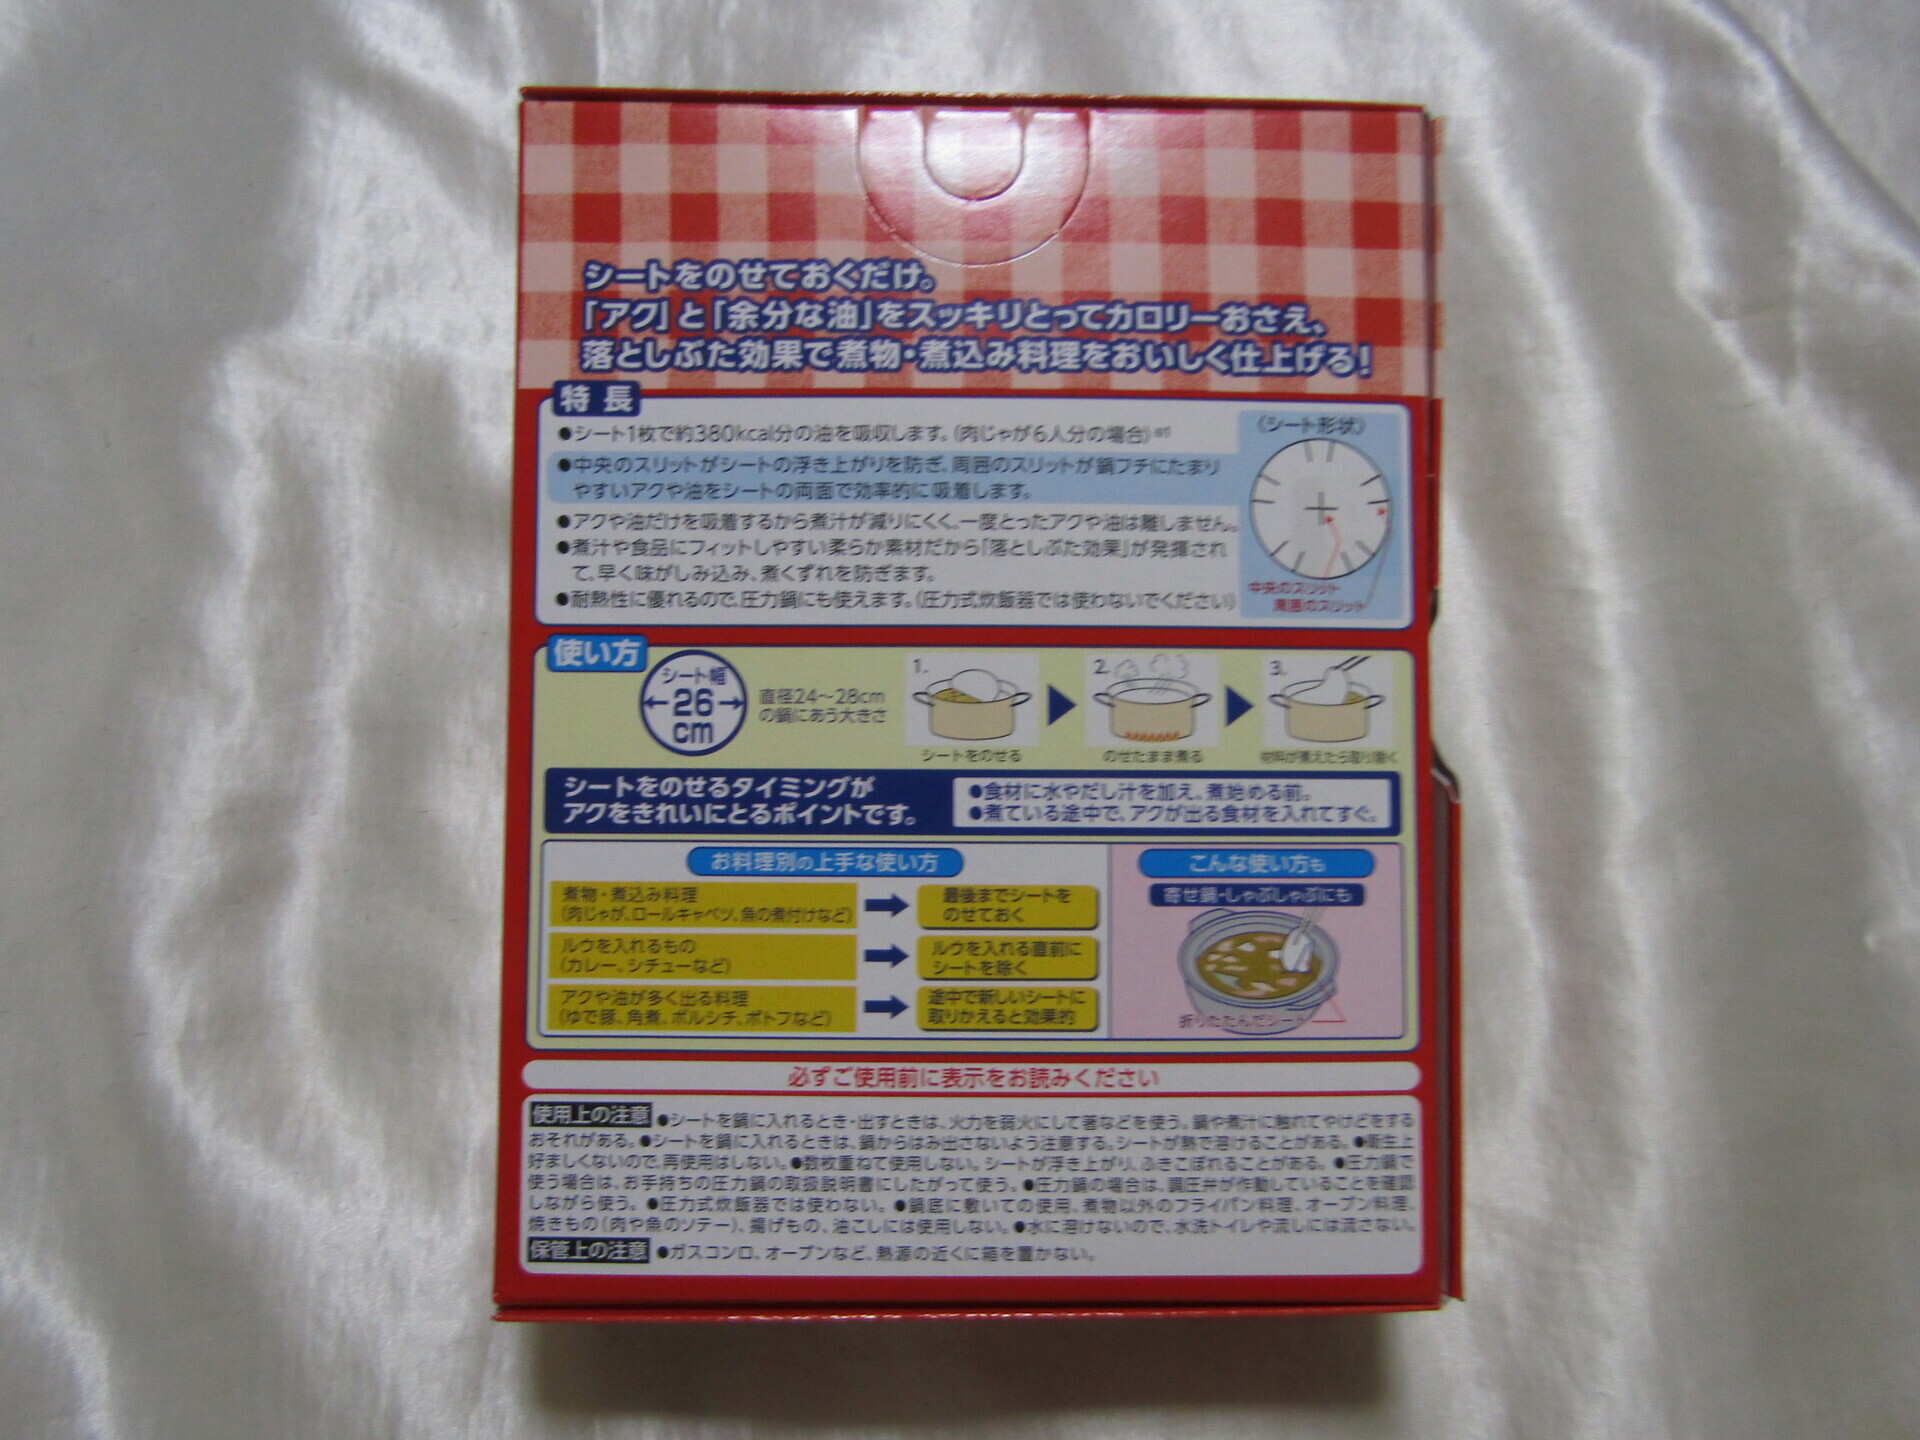 シートをのせておくだけ。
「アク」と「余分な油」をスッキリとってカロリーおさえ、
落としぶた効果で煮物・煮込み料理をおいしく仕上げる!
特長
●シート1枚で約380kcal分の油を吸収します。(肉じゃが6人分の場合)※1
●中央のスリットがシートの浮き上がりを防ぎ、周囲のスリットが鍋フチにたまり
やすいアクや油をシートの両面で効率的に吸着します。
●アクや油だけを吸着するから煮汁が減りにくく、一度とったアクや油は離しません。
●煮汁や食品にフィットしやすい柔らか素材だから「落としぶた効果」が発揮され
て、早く味がしみ込み、煮くずれを防ぎます。
●耐熱性に優れるので、圧力鍋にも使えます。(圧力式炊飯器では使わないでください)
〈シート形状〉
中央のスリット
周囲のスリット
使い方
シート幅
26
cm
直径24〜28cm
の鍋にあう大きさ
1.
シートをのせる
2.
のせたまま煮る
3.
材料が煮えたら取り除く
シートをのせるタイミングが
アクをきれいにとるポイントです。
●食材に水やだし汁を加え、煮始める前。
●煮ている途中で、アクが出る食材を入れてすぐ。
お料理別の上手な使い方
煮物・煮込み料理
(肉じゃが、ロールキャベツ、魚の煮付けなど)
最後までシートを
のせておく
ルウを入れるもの
(カレー、シチューなど)
ルウを入れる直前に
シートを除く
アクや油が多く出る料理
(ゆで豚、角煮、ボルシチ、ポトフなど)
途中で新しいシートに
取りかえると効果的
こんな使い方も
寄せ鍋・しゃぶしゃぶにも
折りたたんだシート
必ずご使用前に表示をお読みください
使用上の注意 ●シートを鍋に入れるとき・出すときは、火力を弱火にして箸などを使う。鍋や煮汁に触れてやけどをする
おそれがある。●シートを鍋に入れるときは、鍋からはみ出さないよう注意する。シートが熱で溶けることがある。●衛生上
好ましくないので、再使用はしない。●数枚重ねて使用しない。シートが浮き上がり、ふきこぼれることがある。●圧力鍋で
使う場合は、お手持ちの圧力鍋の取扱説明書にしたがって使う。●圧力鍋の場合は、調圧弁が作動していることを確認
しながら使う。●圧力式炊飯器では使わない。●鍋底に敷いての使用、煮物以外のフライパン料理、オーブン料理、
焼きもの(肉や魚のソテー)、揚げもの、油こしには使用しない。●水に溶けないので、水洗トイレや流しには流さない。
保管上の注意 ●ガスコンロ、オーブンなど、熱源の近くに箱を置かない。